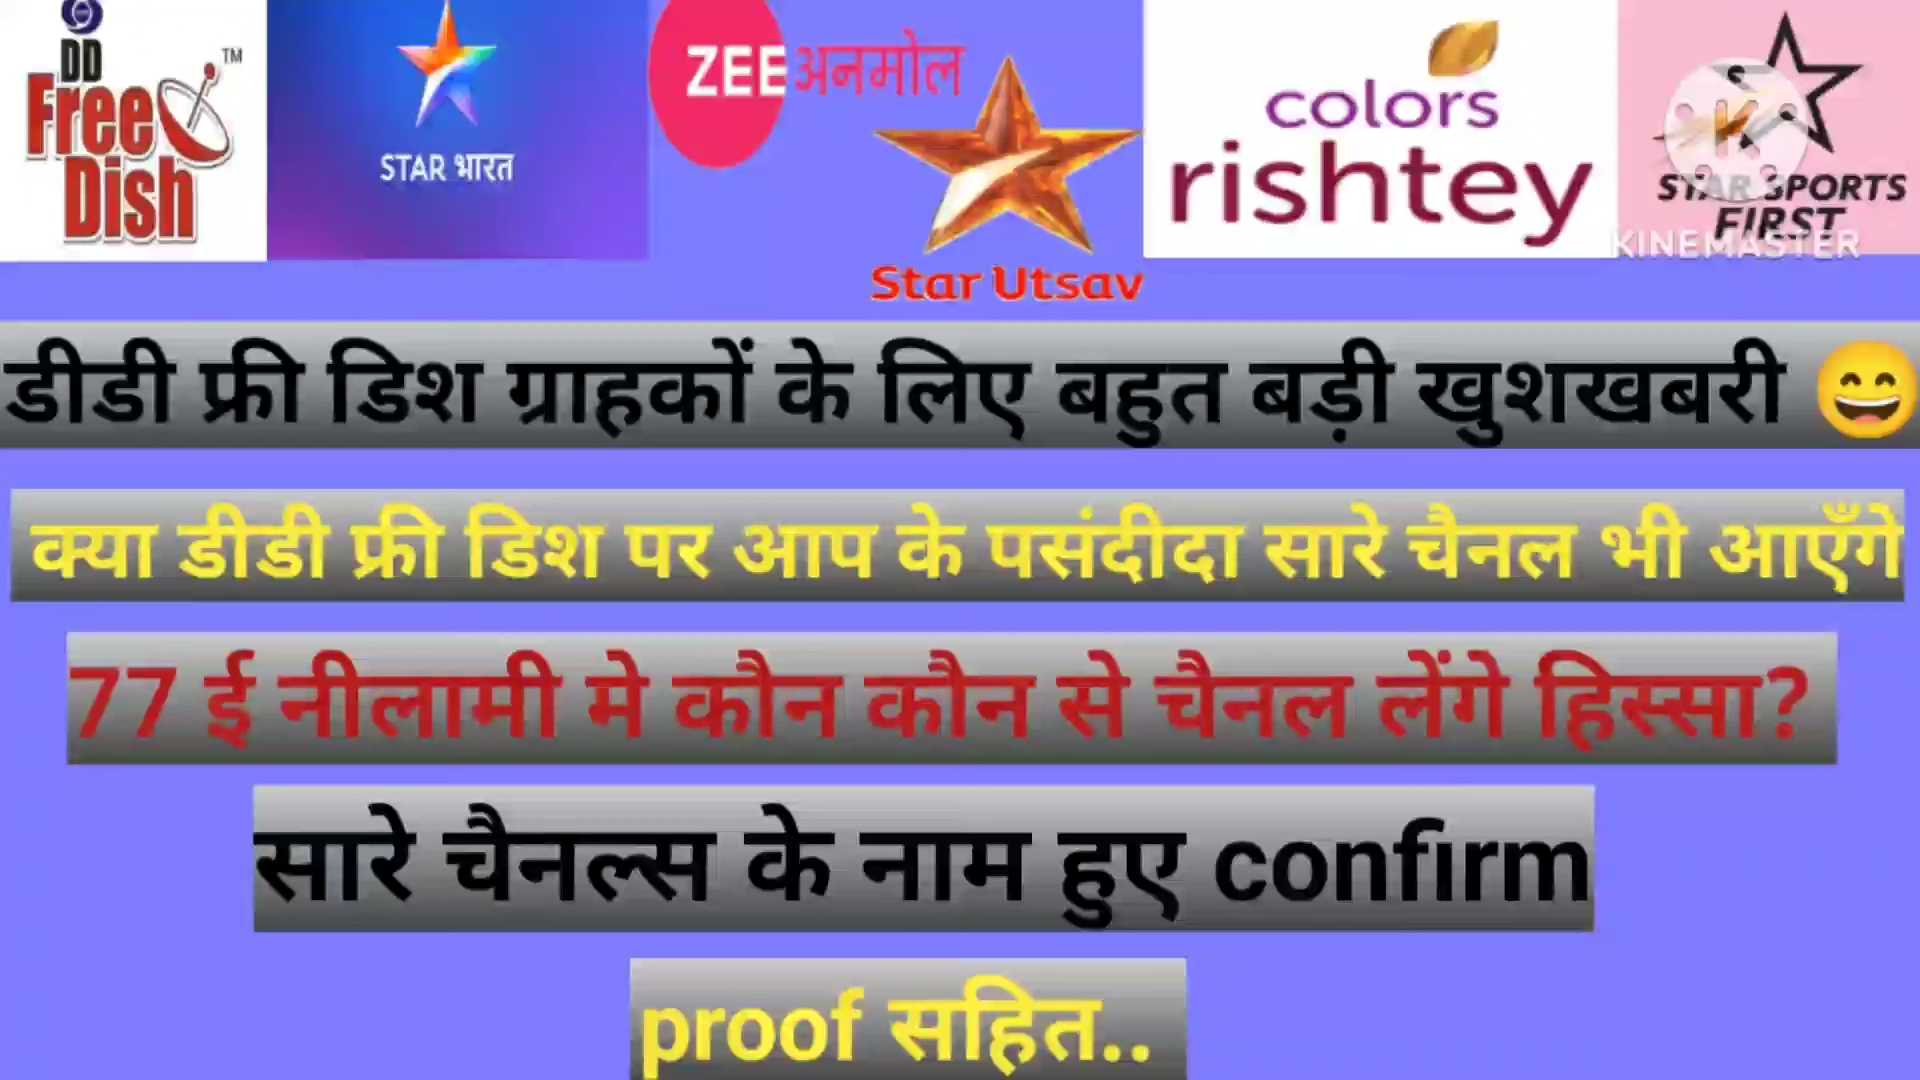 DD
Free
Dish
TM
STAR भारत
ZEE अनमोल
Star Utsav
colors
rishtey
STAR SPORTS
FIRST
K
KINEMASTER
डीडी फ्री डिश ग्राहकों के लिए बहुत बड़ी खुशखबरी 😄
क्या डीडी फ्री डिश पर आप के पसंदीदा सारे चैनल भी आएँगे
77 ई नीलामी मे कौन कौन से चैनल लेंगे हिस्सा?
सारे चैनल्स के नाम हुए confirm
proof सहित..